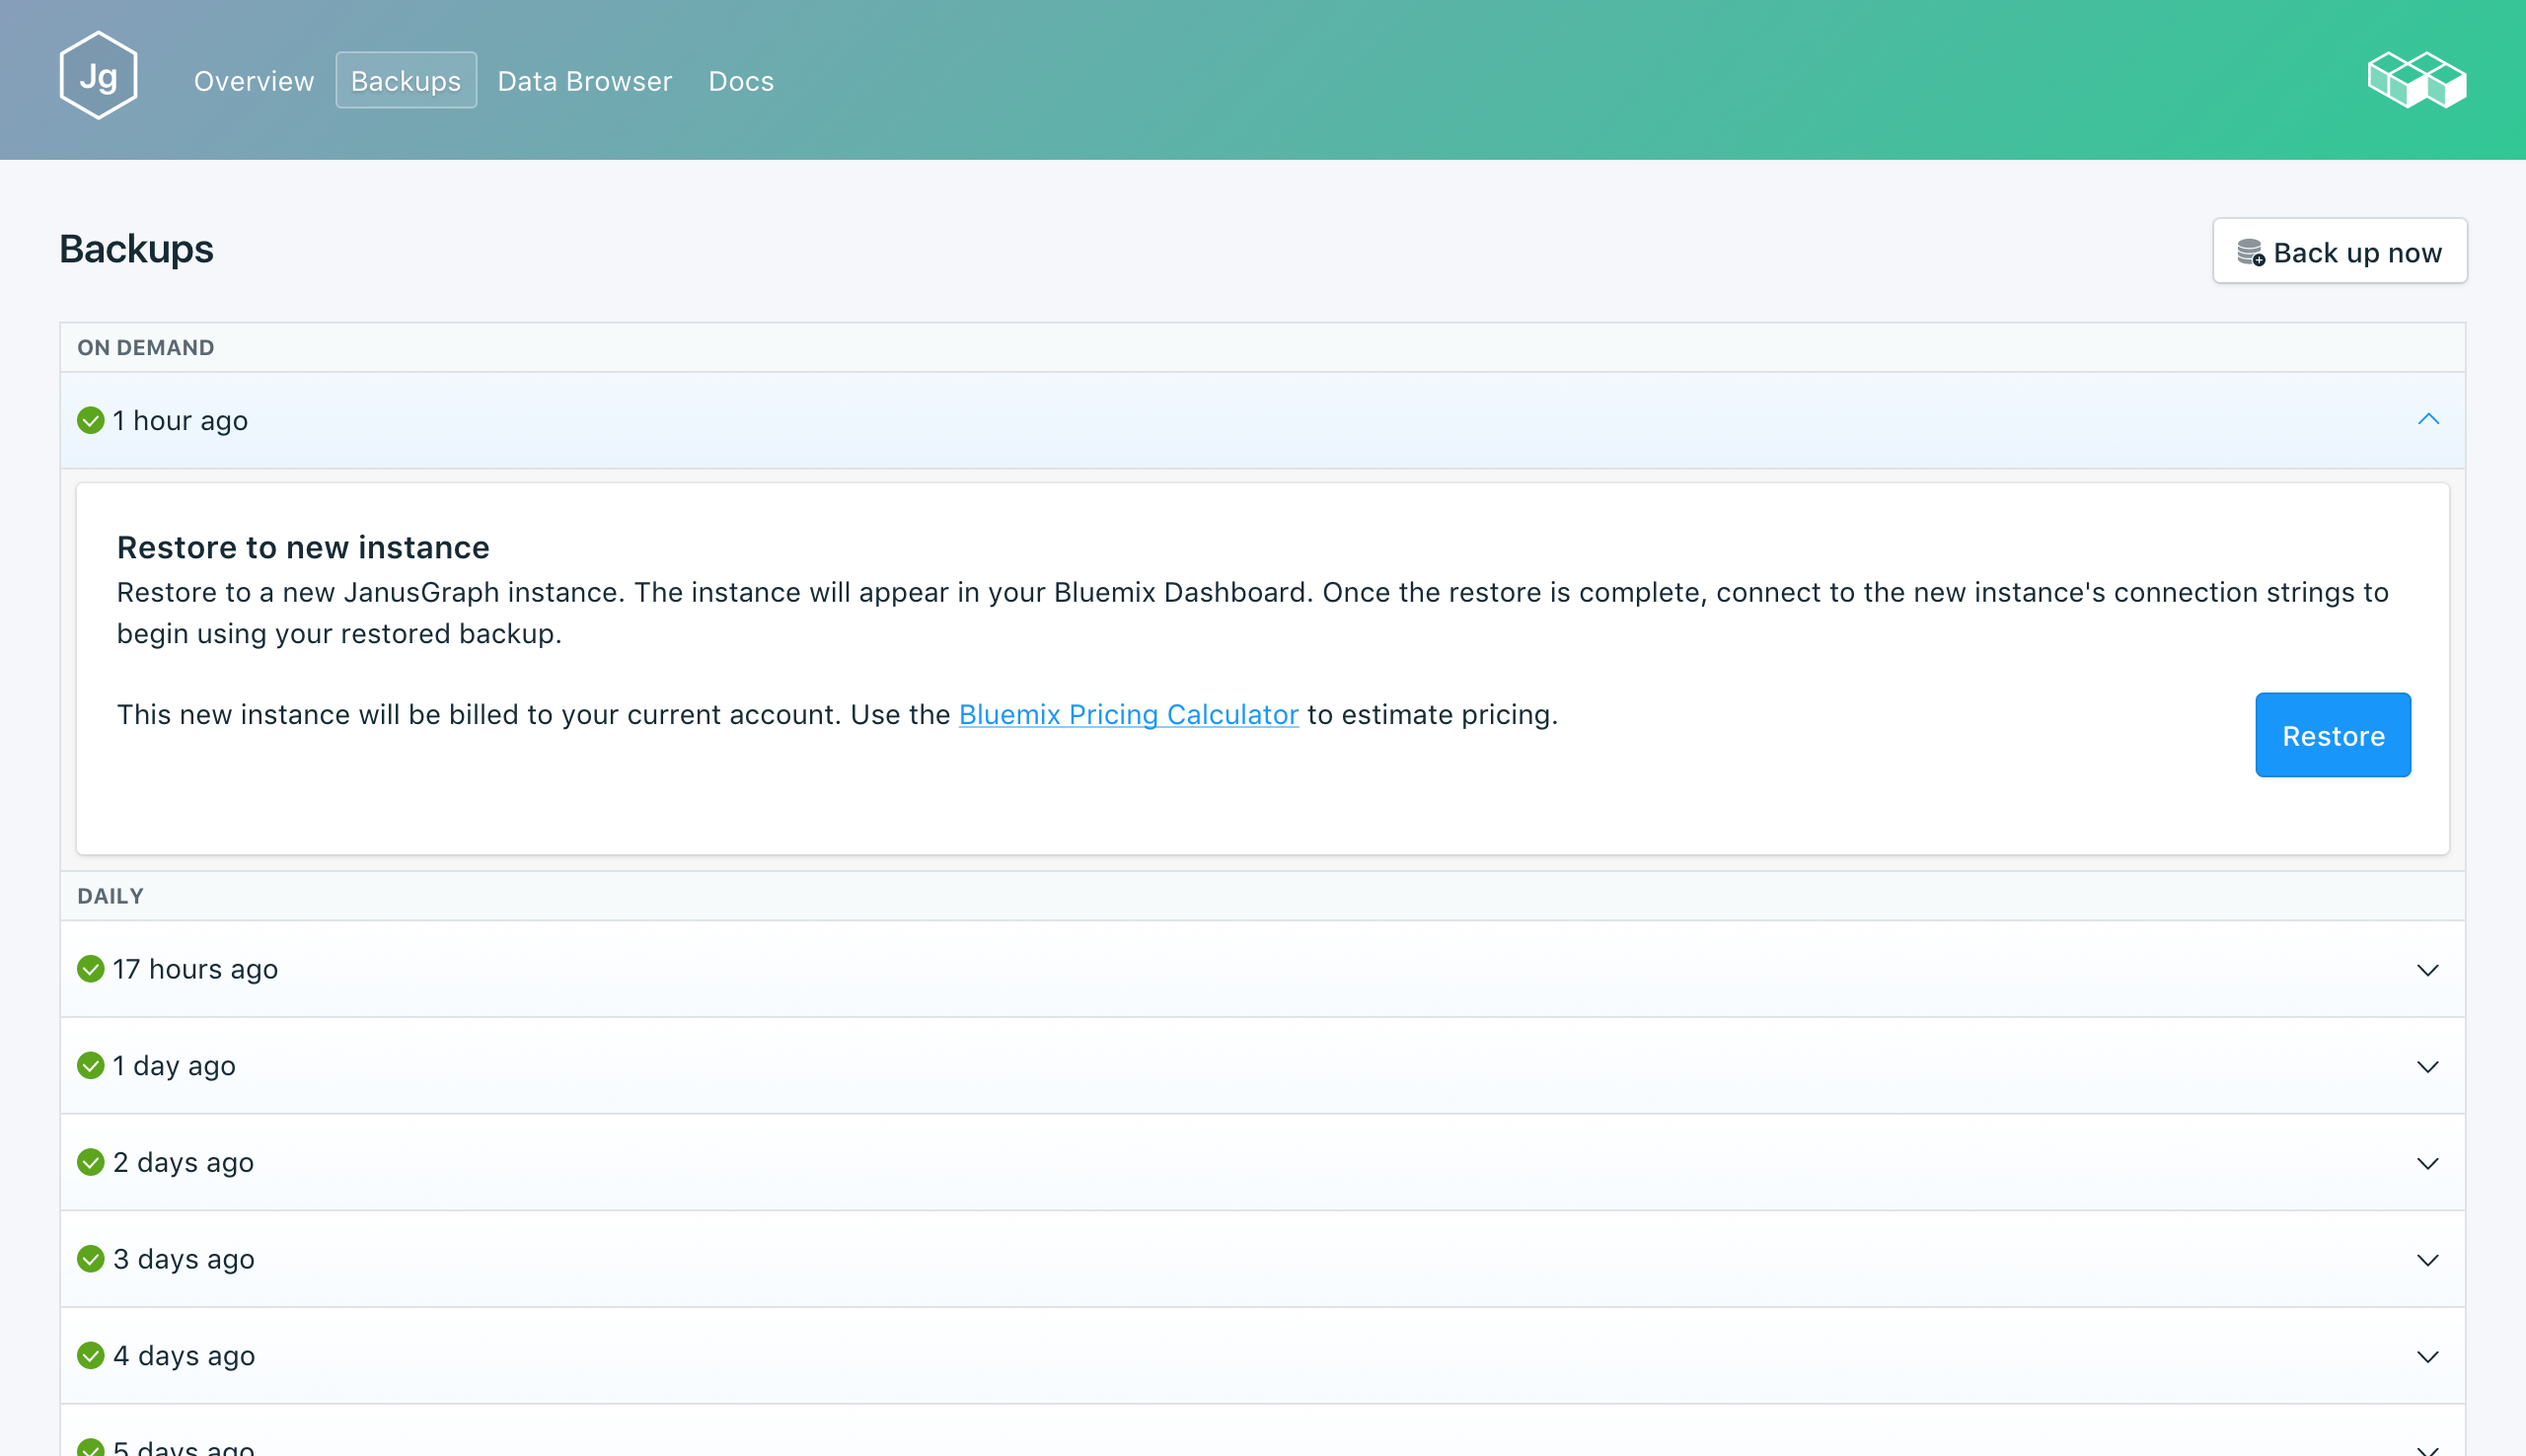 Jg
Overview
Backups
Data Browser
Docs
Backups
Back up now
ON DEMAND
1 hour ago
Restore to new instance
Restore to a new JanusGraph instance. The instance will appear in your Bluemix Dashboard. Once the restore is complete, connect to the new instance's connection strings to
begin using your restored backup.
This new instance will be billed to your current account. Use the Bluemix Pricing Calculator to estimate pricing.
Restore
DAILY
17 hours ago
1 day ago
2 days ago
3 days ago
4 days ago
5 days ago